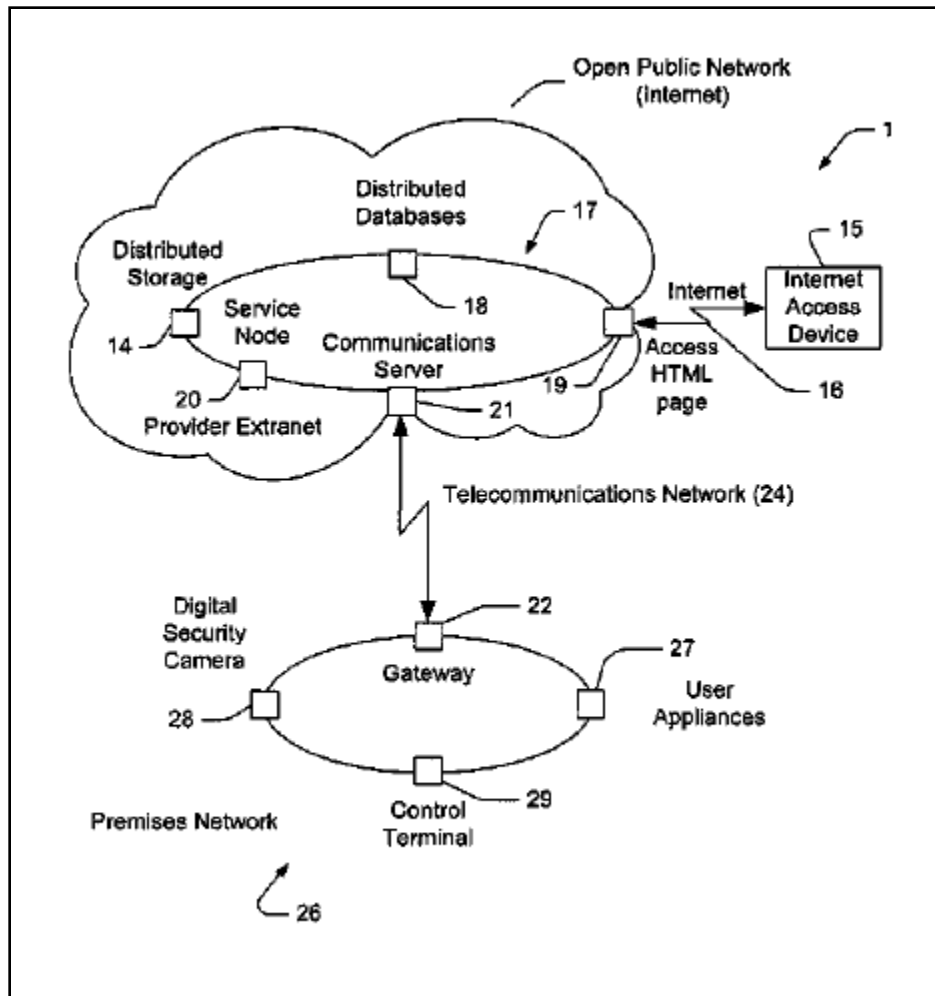 Open Public Network
(Internet)
1
Distributed
Databases
17
15
Distributed
Storage
Internet
Internet
Access
Device
Service
Node
18
14
Communications
Server
Access
HTML
page
19
16
20
21
Provider Extranet
Telecommunications Network (24)
Digital
Security
Camera
22
27
Gateway
User
Appliances
28
29
Control
Terminal
Premises Network
26